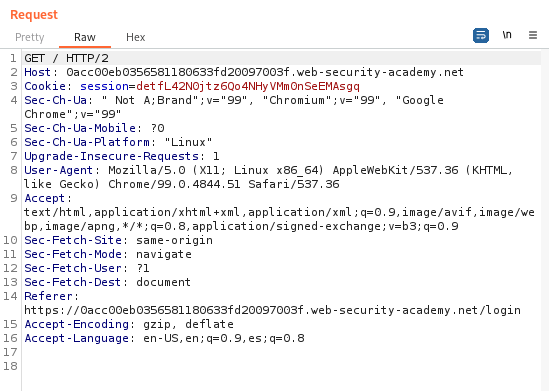 Request
Pretty Raw Hex \n
1 GET / HTTP/2
2 Host: 0acc00eb0356581180633fd20097003f.web-security-academy.net
3 Cookie: session=detfL42N0jtz6Qo4NHyVMmOnSeEMAsgq
4 Sec-Ch-Ua: " Not A;Brand";v="99", "Chromium";v="99", "Google
Chrome";v="99"
5 Sec-Ch-Ua-Mobile: ?0
6 Sec-Ch-Ua-Platform: "Linux"
7 Upgrade-Insecure-Requests: 1
8 User-Agent: Mozilla/5.0 (X11; Linux x86_64) AppleWebKit/537.36 (KHTML,
like Gecko) Chrome/99.0.4844.51 Safari/537.36
9 Accept:
text/html,application/xhtml+xml,application/xml;q=0.9,image/avif,image/we
bp,image/apng,*/*;q=0.8,application/signed-exchange;v=b3;q=0.9
10 Sec-Fetch-Site: same-origin
11 Sec-Fetch-Mode: navigate
12 Sec-Fetch-User: ?1
13 Sec-Fetch-Dest: document
14 Referer:
https://0acc00eb0356581180633fd20097003f.web-security-academy.net/login
15 Accept-Encoding: gzip, deflate
16 Accept-Language: en-US,en;q=0.9,es;q=0.8
17
18